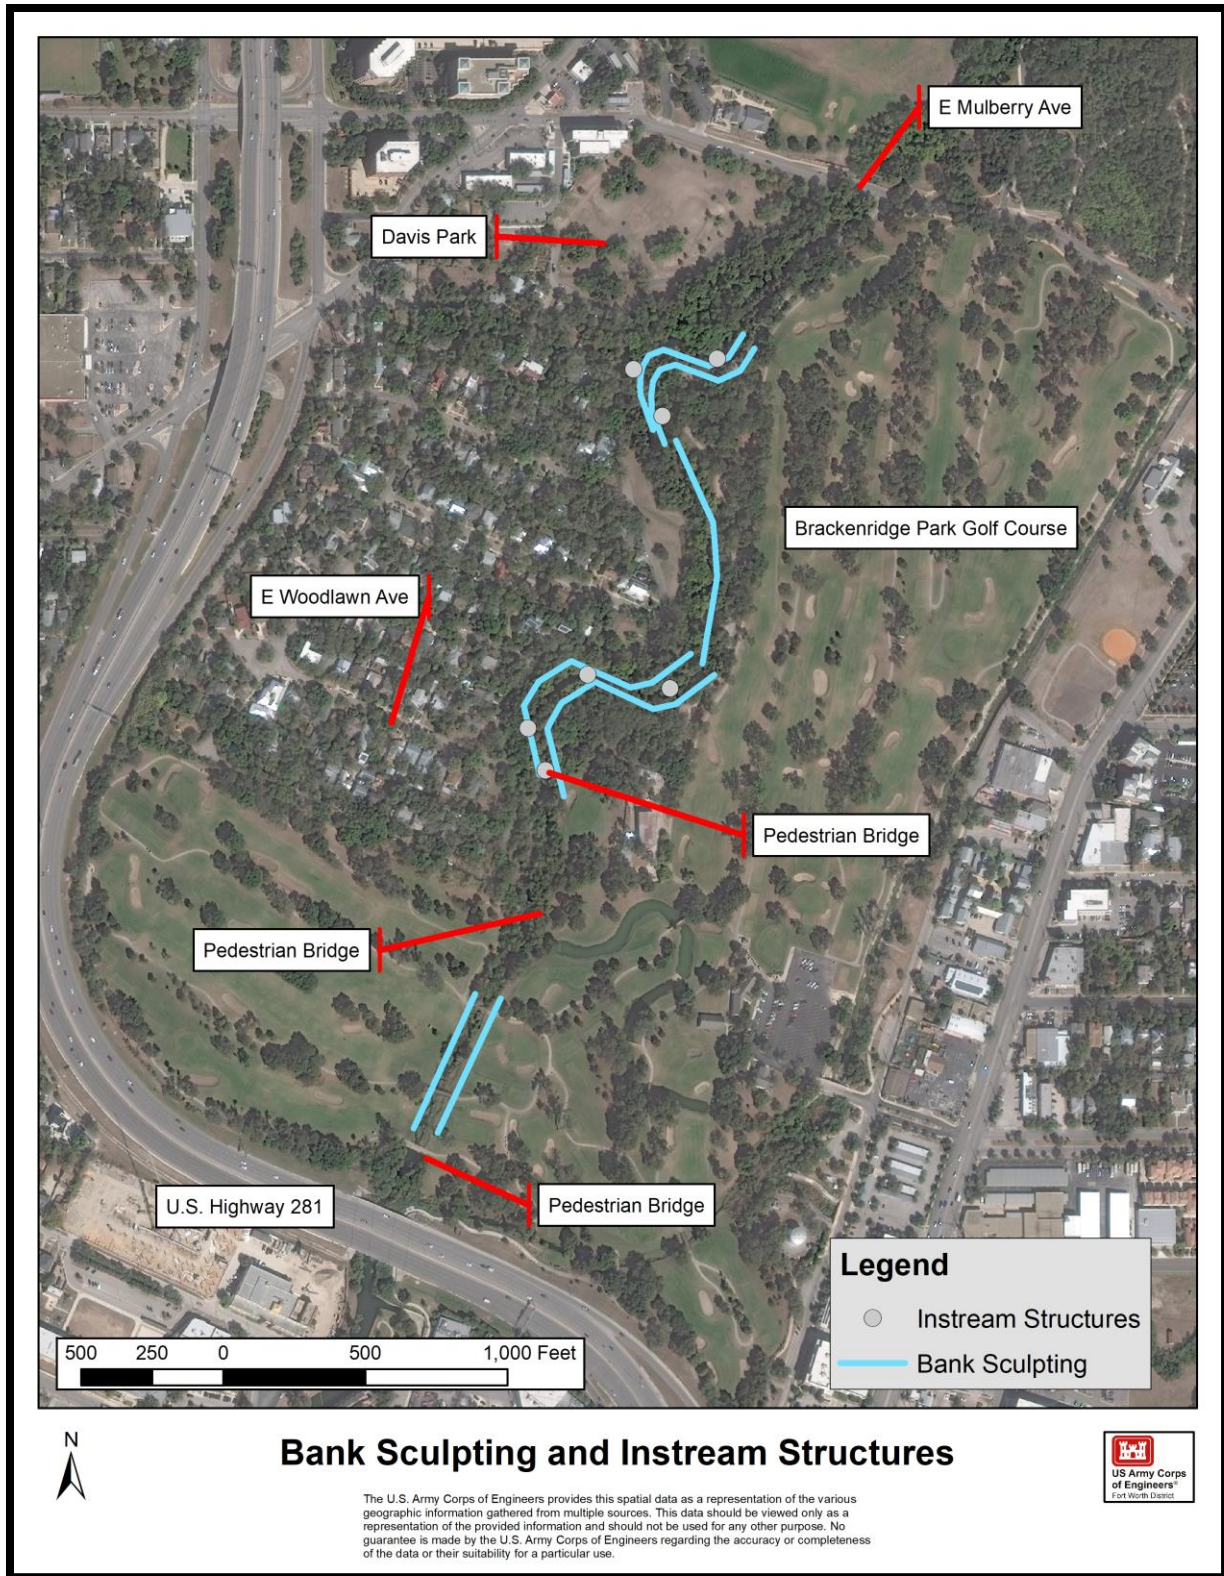 E Mulberry Ave
Davis Park
Brackenridge Park Golf Course
E Woodlawn Ave
Pedestrian Bridge
Pedestrian Bridge
U.S. Highway 281
Pedestrian Bridge
Legend
Instream Structures
Bank Sculpting
500 250 0 500 1,000 Feet
N
Bank Sculpting and Instream Structures
The U.S. Army Corps of Engineers provides this spatial data as a representation of the various
geographic information gathered from multiple sources. This data should be viewed only as a
representation of the provided information and should not be used for any other purpose. No
guarantee is made by the U.S. Army Corps of Engineers regarding the accuracy or completeness
of the data or their suitability for a particular use.
US Army Corps
of Engineers®
Fort Worth District